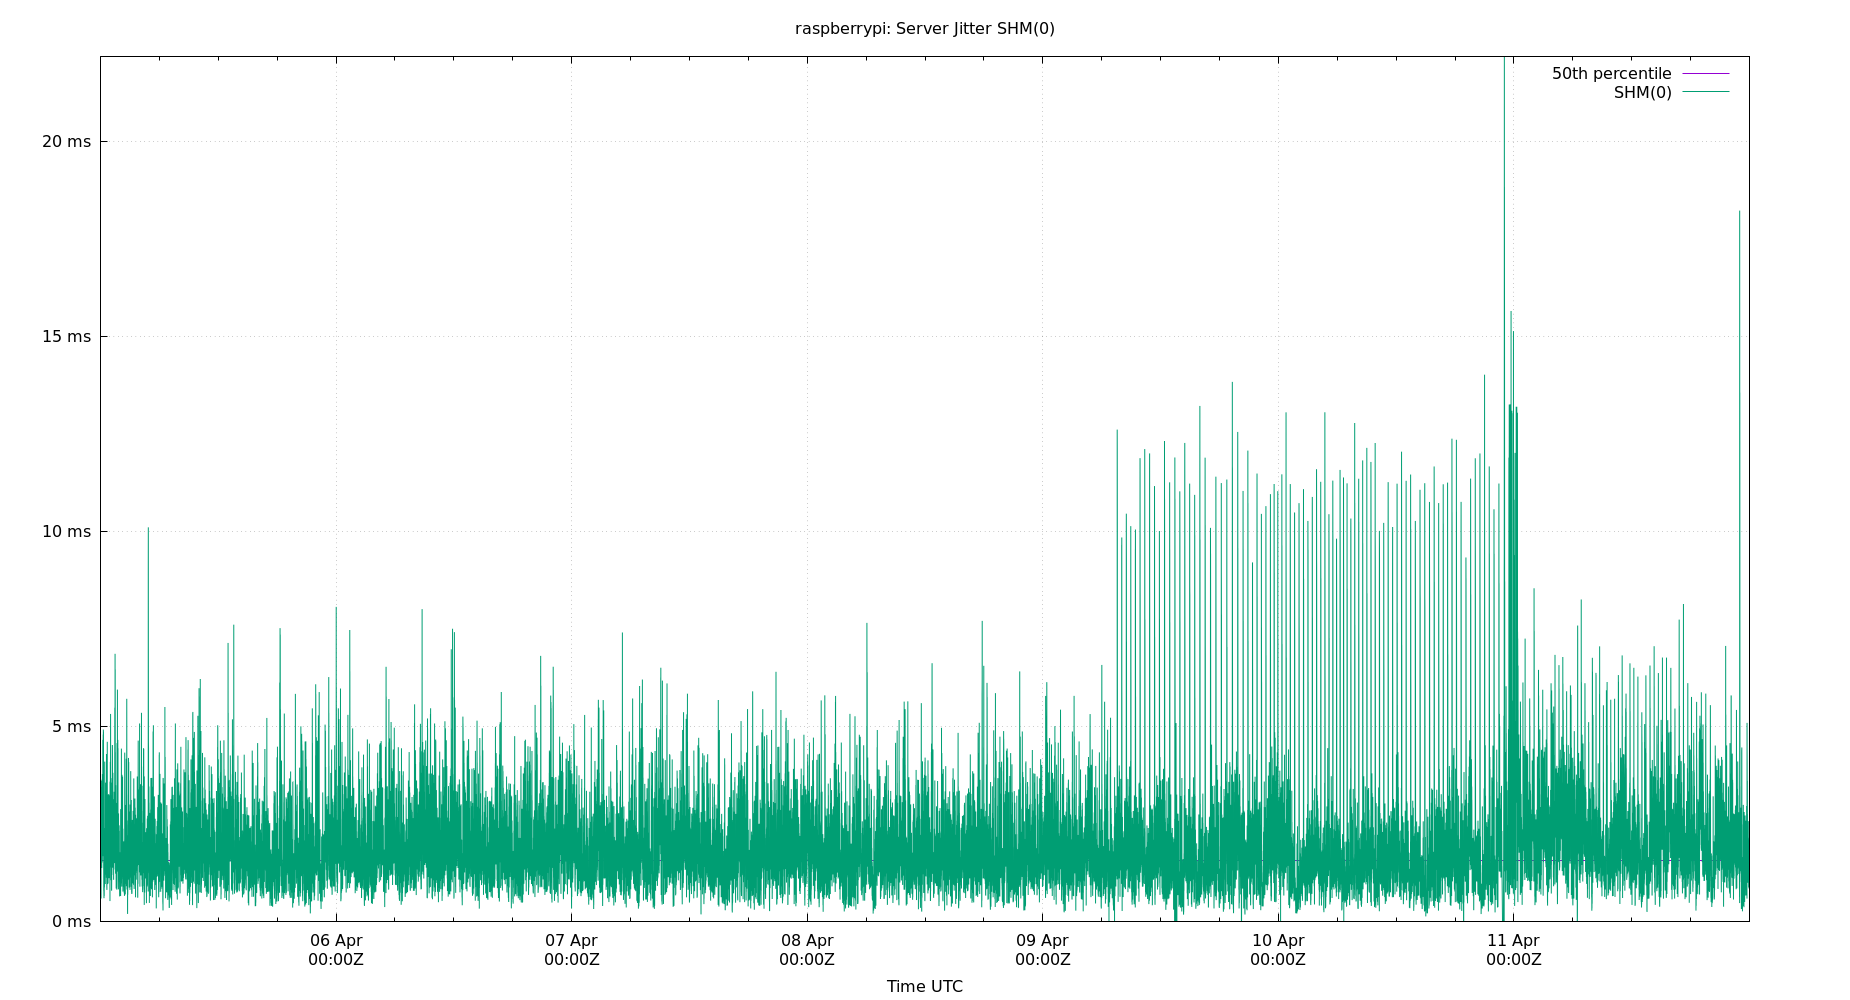 raspberrypi: Server Jitter SHM(0)
50th percentile
SHM(0)
20 ms
15 ms
10 ms
5 ms
0 ms
06 Apr
00:00Z
07 Apr
00:00Z
08 Apr
00:00Z
09 Apr
00:00Z
10 Apr
00:00Z
11 Apr
00:00Z
Time UTC